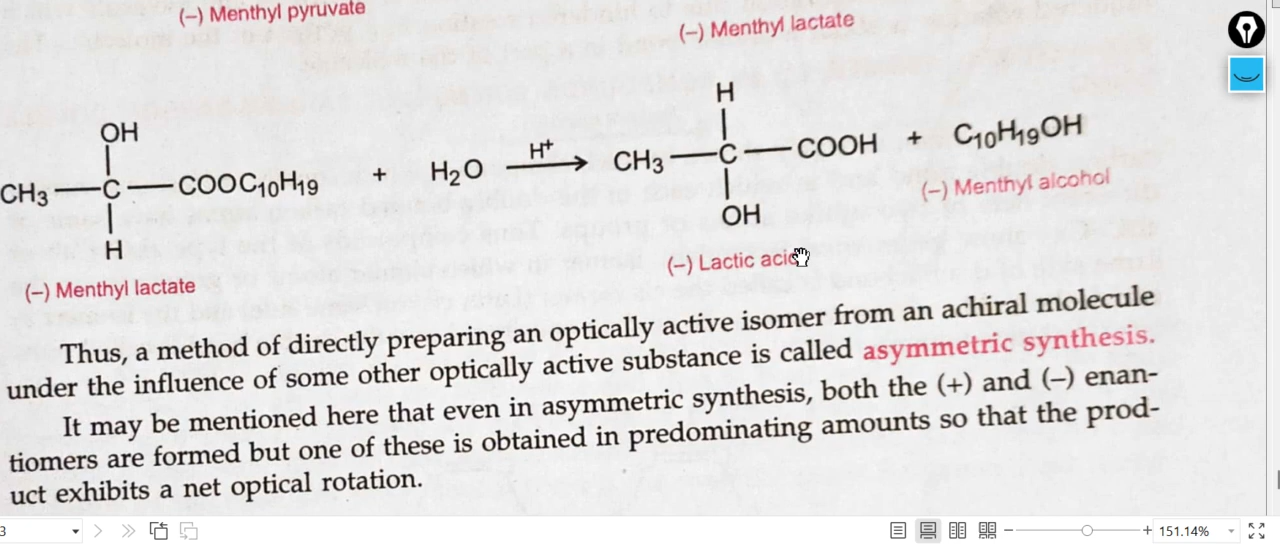 (–) Menthyl pyruvate
(–) Menthyl lactate
OH
CH3—C—COOC10H19 + H2O H+
H
(–) Menthyl lactate
H
CH3—C—COOH + C10H19OH
OH
(–) Menthyl alcohol
(–) Lactic acid
Thus, a method of directly preparing an optically active isomer from an achiral molecule
under the influence of some other optically active substance is called asymmetric synthesis.
It may be mentioned here that even in asymmetric synthesis, both the (+) and (–) enan-
tiomers are formed but one of these is obtained in predominating amounts so that the prod-
uct exhibits a net optical rotation.
3
151.14%